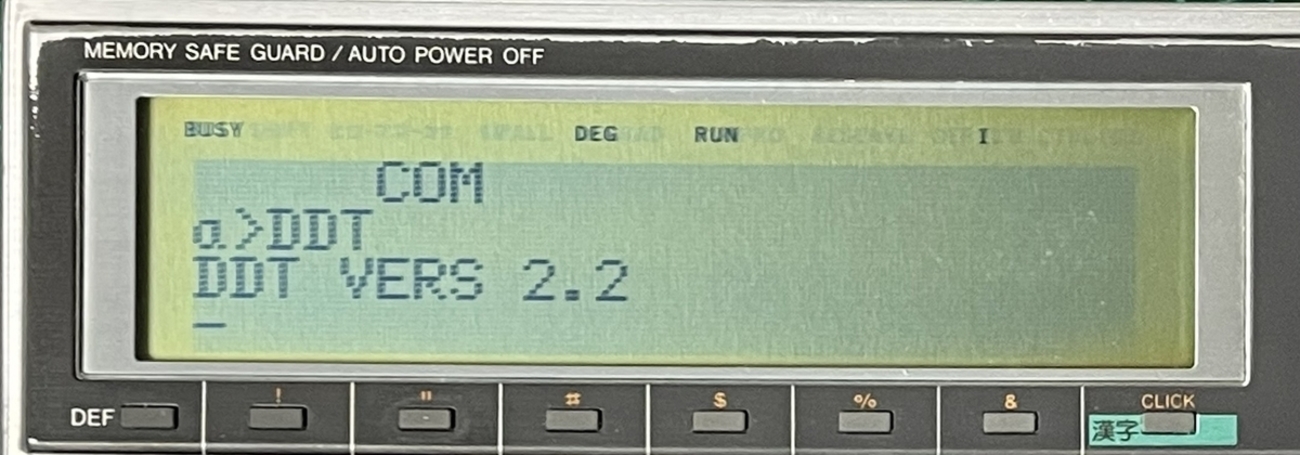 MEMORY SAFE GUARD / AUTO POWER OFF
BUSY DEG RUN I
COM
a>DDT
DDT VERS 2.2
_
! " # $ % & CLICK
DEF - 漢字